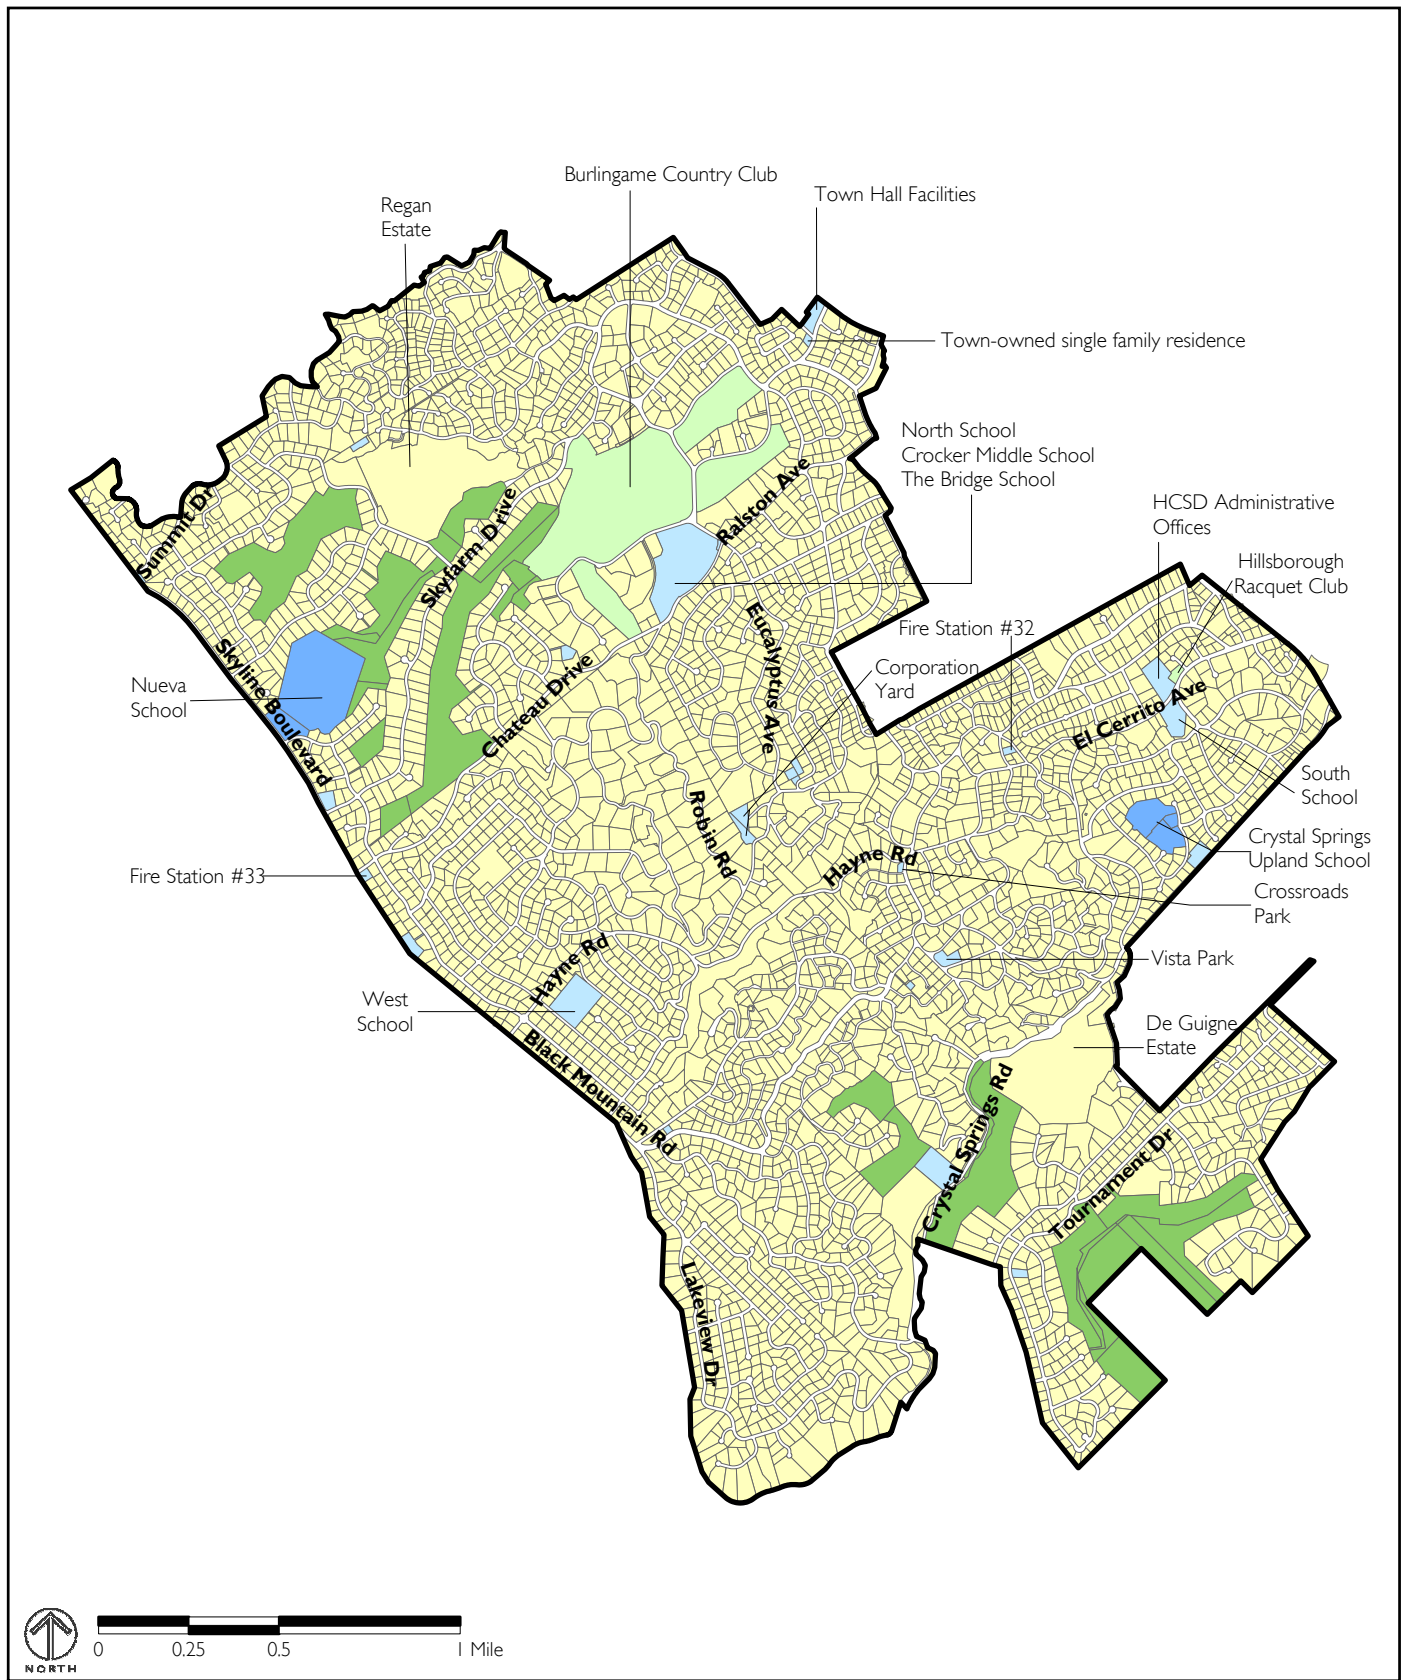 Burlingame Country Club
Town Hall Facilities
Regan
Estate
Town-owned single family residence
North School
Crocker Middle School
The Bridge School
HCSD Administrative
Offices
Hillsborough
Racquet Club
Summit Dr
Skyfarm Drive
Ralston Ave
Eucalyptus Ave
Fire Station #32
Corporation
Yard
Skyline Boulevard
Nueva
School
Chateau Drive
El Cerrito Ave
South
School
Robin Rd
Hayne Rd
Crystal Springs
Upland School
Fire Station #33
Crossroads
Park
Hayne Rd
Vista Park
West
School
De Guigne
Estate
Black Mountain Rd
Crystal Springs Rd
Tournament Dr
Lakeview Dr
NORTH
0 0.25 0.5 1 Mile